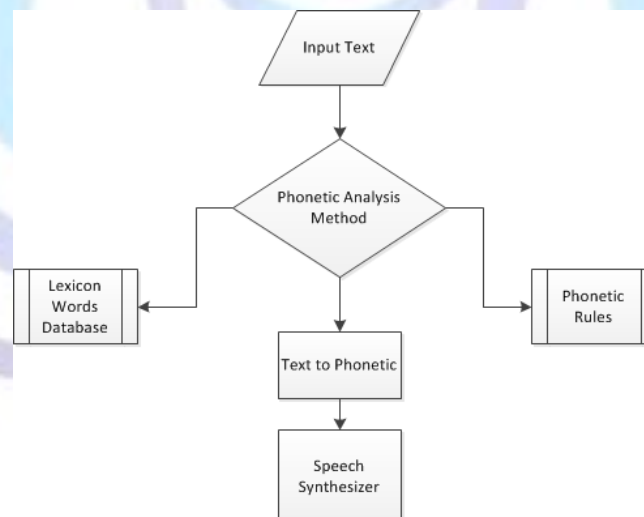 Input Text
Phonetic Analysis
Method
Lexicon
Words
Database
Phonetic
Rules
Text to Phonetic
Speech
Synthesizer